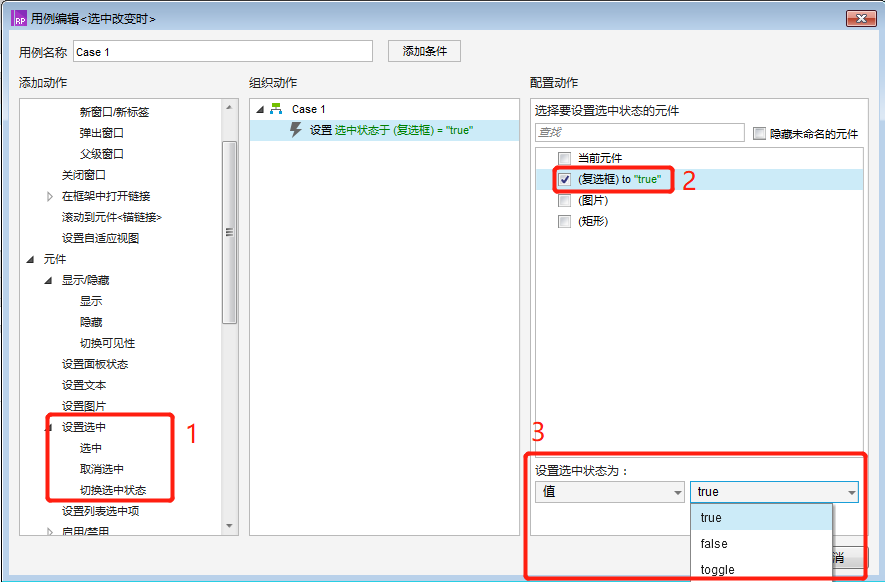 RP 用例编辑<选中改变时>
用例名称 Case 1 添加条件
添加动作
新窗口/新标签
弹出窗口
父级窗口
关闭窗口
在框架中打开链接
滚动到元件<锚链接>
设置自适应视图
元件
显示/隐藏
显示
隐藏
切换可见性
设置面板状态
设置文本
设置图片
设置选中
选中
取消选中
切换选中状态
设置列表选中项
启用/禁用
1
组织动作
Case 1
设置 选中状态于 (复选框) = "true"
配置动作
选择要设置选中状态的元件
查找 隐藏未命名的元件
当前元件
(复选框) to "true"
2
(图片)
(矩形)
3
设置选中状态为：
值 true
true
false
toggle
消